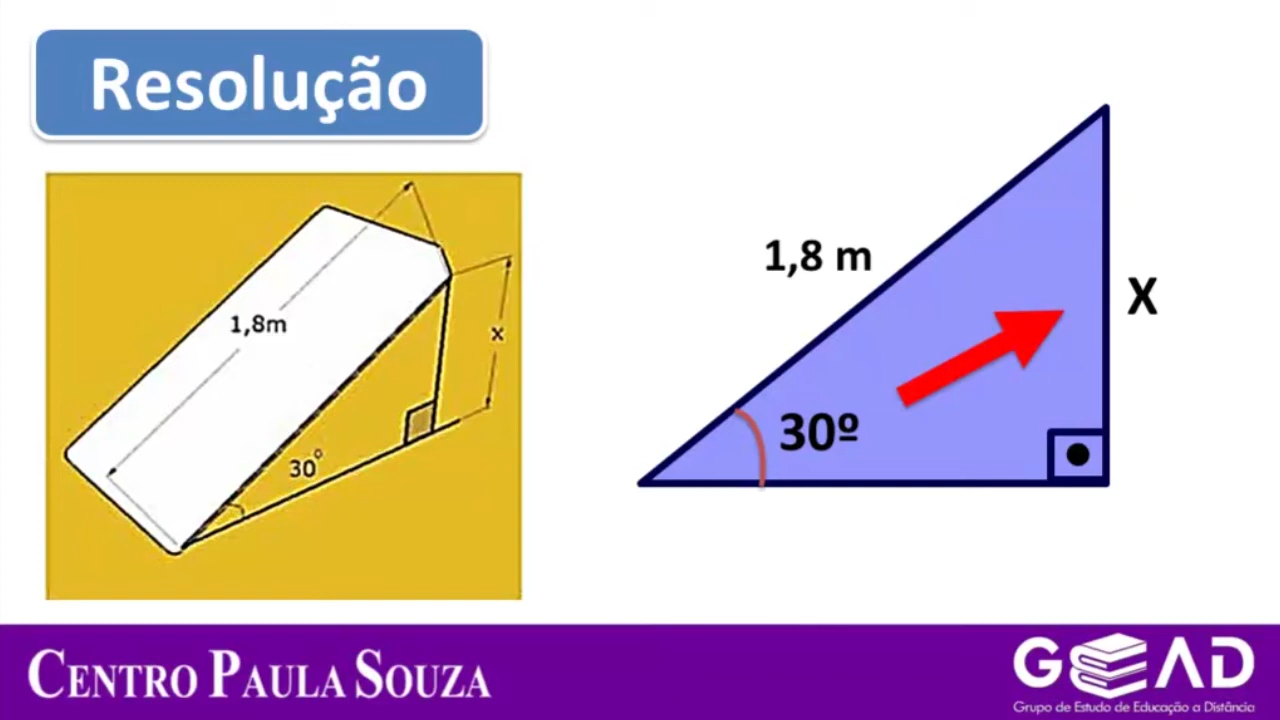 Resolução
1,8m
x
30°
1,8 m
X
30º
CENTRO PAULA SOUZA
GEAD
Grupo de Estudo de Educação a Distância